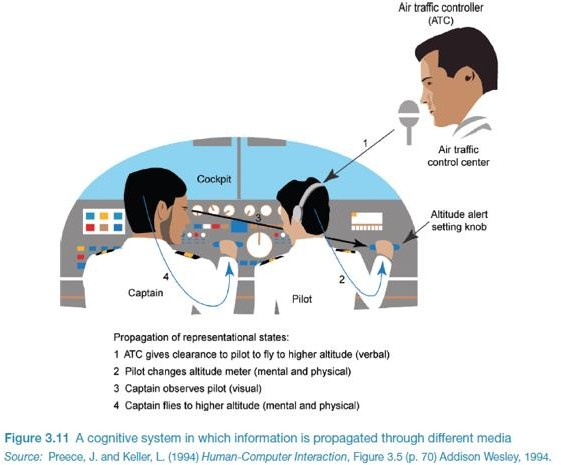 Air traffic controller
(ATC)
1
Air traffic
control center
Cockpit
3
Altitude alert
setting knob
4
2
Captain
Pilot
Propagation of representational states:
1 ATC gives clearance to pilot to fly to higher altitude (verbal)
2 Pilot changes altitude meter (mental and physical)
3 Captain observes pilot (visual)
4 Captain flies to higher altitude (mental and physical)
Figure 3.11 A cognitive system in which information is propagated through different media
Source: Preece, J. and Keller, L. (1994) Human-Computer Interaction, Figure 3.5 (p. 70) Addison Wesley, 1994.